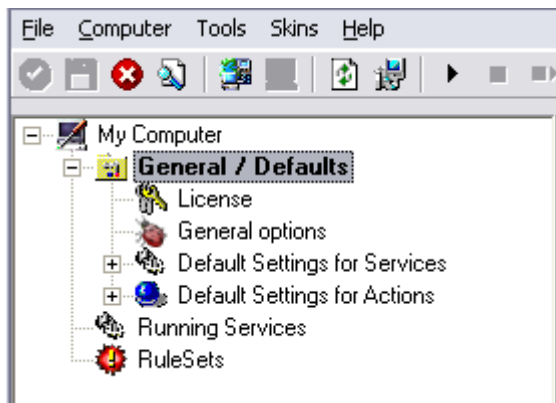 File Computer Tools Skins Help
My Computer
General / Defaults
License
General options
Default Settings for Services
Default Settings for Actions
Running Services
RuleSets